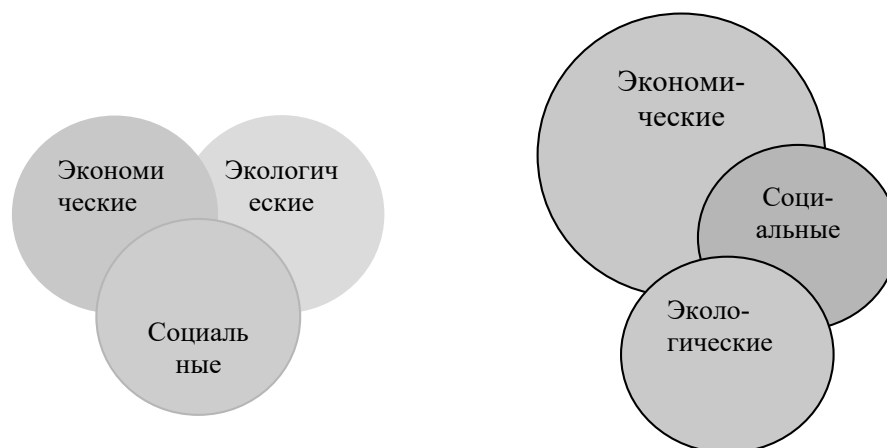 Экономи
ческие
Экологич
еские
Социаль
ные
Экономи-
ческие
Соци-
альные
Эколо-
гические